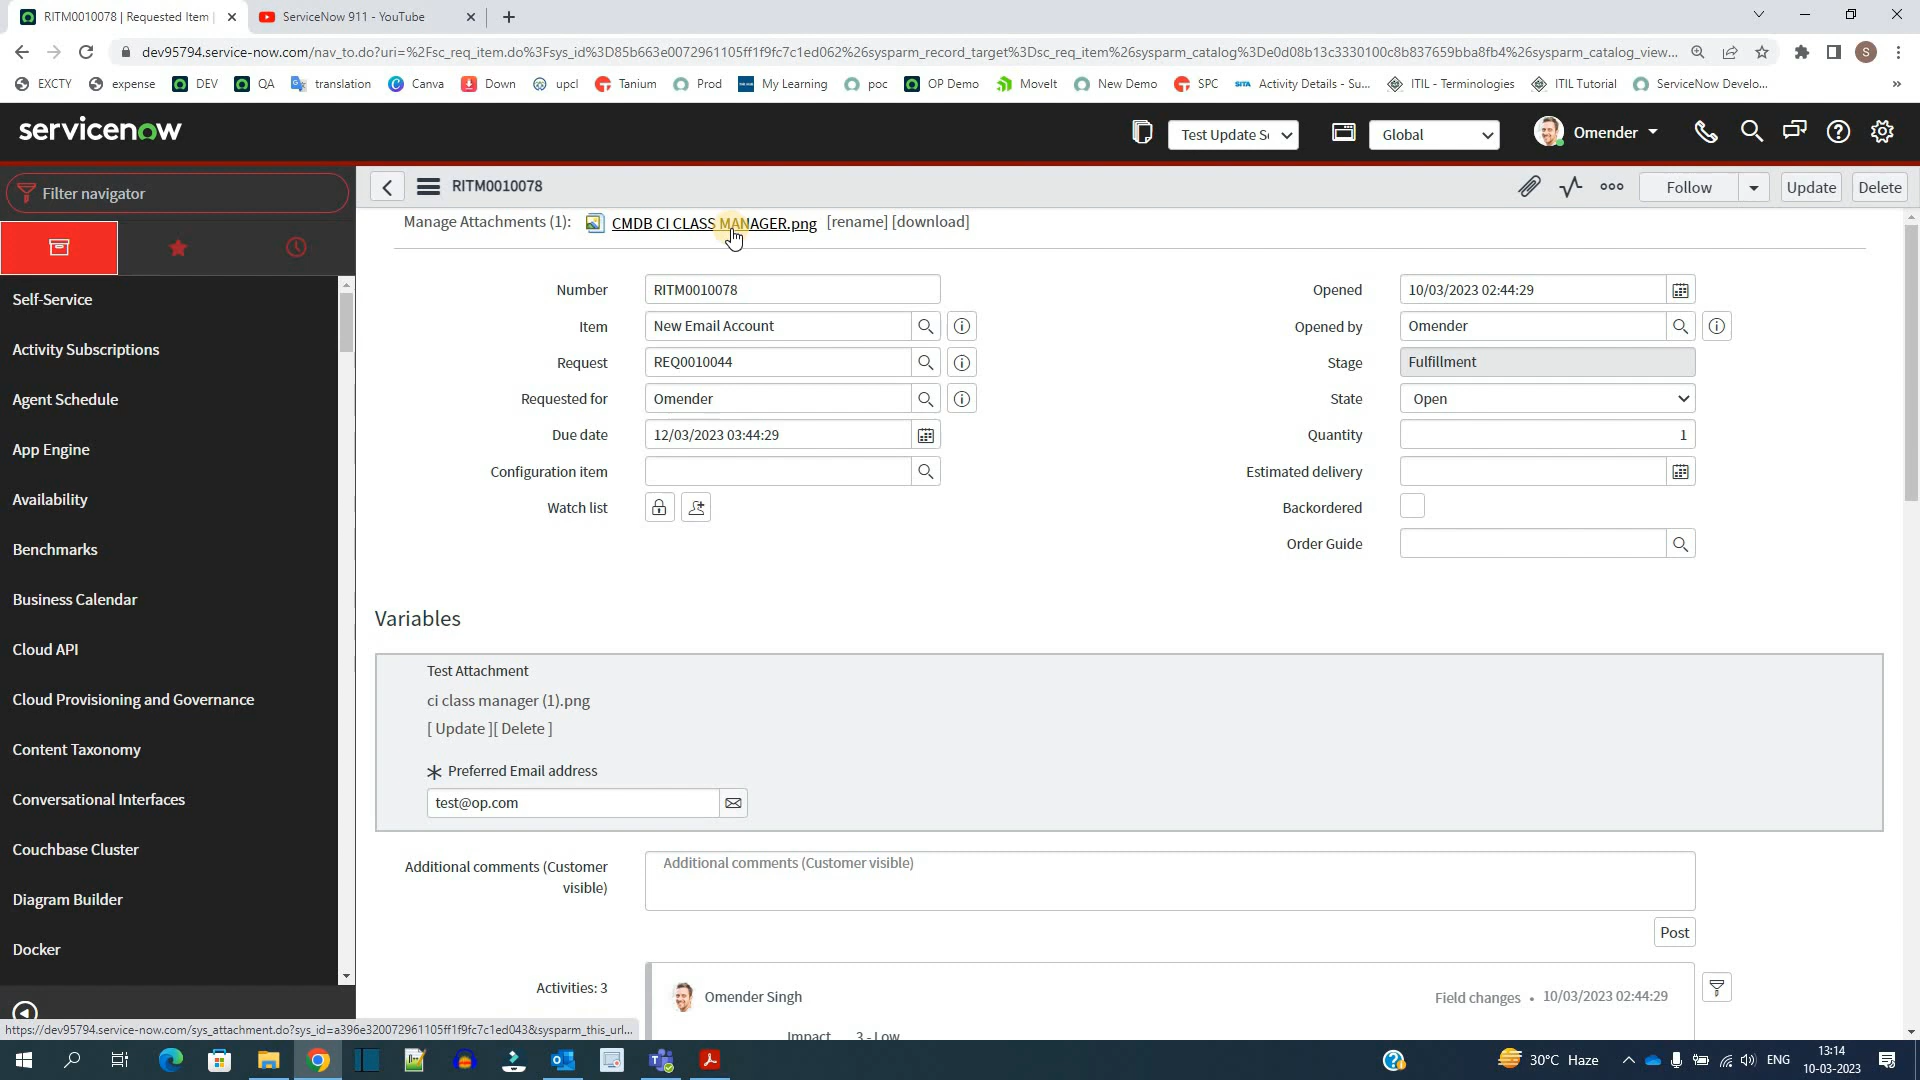 RITM0010078 | Requested Item |
ServiceNow 911 - YouTube
dev95794.service-now.com/nav_to.do?uri=%2Fsc_req_item.do%3Fsys_id%3D85b663e0072961105ff1f9fc7c1ed062%26sysparm_record_target%3Dsc_req_item%26sysparm_catalog%3De0d08b13c3330100c8b837659bba8fb4%26sysparm_catalog_view...
S
EXCTY
expense
DEV
QA
translation
Canva
Down
upcl
Tanium
Prod
My Learning
poc
OP Demo
MoveIt
New Demo
SPC
SITA Activity Details - Su...
ITIL - Terminologies
ITIL Tutorial
ServiceNow Develo...
»
servicenow
Test Update S
Global
Omender
Filter navigator
RITM0010078
Follow
Update
Delete
Manage Attachments (1): CMDB CI CLASS MANAGER.png [rename] [download]
Self-Service
Activity Subscriptions
Agent Schedule
App Engine
Availability
Benchmarks
Business Calendar
Cloud API
Cloud Provisioning and Governance
Content Taxonomy
Conversational Interfaces
Couchbase Cluster
Diagram Builder
Docker
Number RITM0010078
Item New Email Account
Request REQ0010044
Requested for Omender
Due date 12/03/2023 03:44:29
Configuration item
Watch list
Opened 10/03/2023 02:44:29
Opened by Omender
Stage Fulfillment
State Open
Quantity 1
Estimated delivery
Backordered
Order Guide
Variables
Test Attachment
ci class manager (1).png
[ Update ][ Delete ]
Preferred Email address
test@op.com
Additional comments (Customer
visible)
Additional comments (Customer visible)
Post
Activities: 3
Omender Singh
Field changes • 10/03/2023 02:44:29
Impact 3 - Low
https://dev95794.service-now.com/sys_attachment.do?sys_id=a396e320072961105ff1f9fc7c1ed043&sysparm_this_url...
30°C Haze
ENG
13:14
10-03-2023